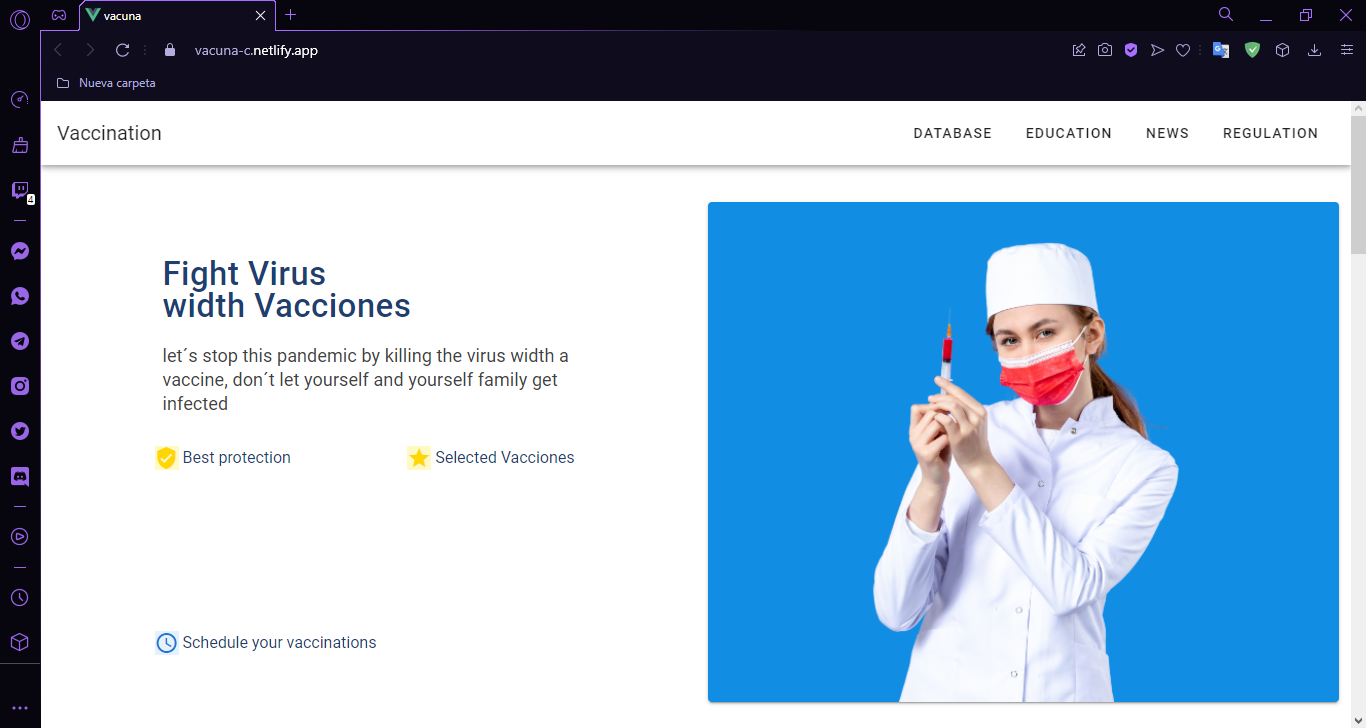 vacuna
vacuna-c.netlify.app
Nueva carpeta
4
Vaccination
DATABASE
EDUCATION
NEWS
REGULATION
Fight Virus
width Vacciones
let´s stop this pandemic by killing the virus width a
vaccine, don´t let yourself and yourself family get
infected
Best protection
Selected Vacciones
Schedule your vaccinations